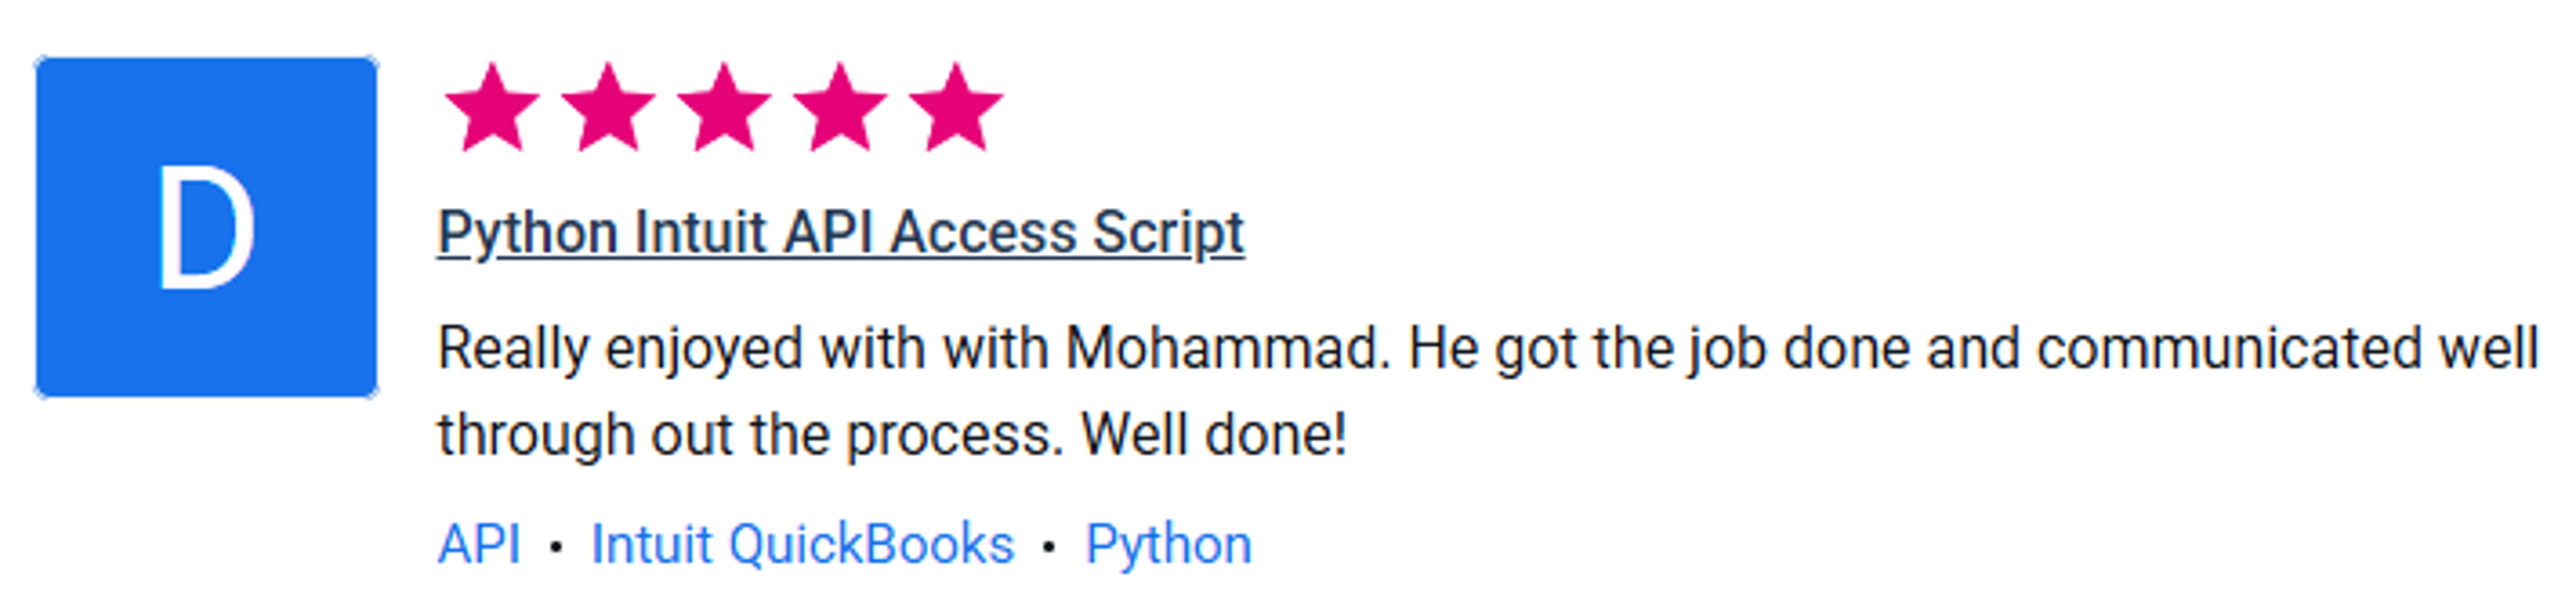 D
Python Intuit API Access Script
Really enjoyed with with Mohammad. He got the job done and communicated well
through out the process. Well done!
API • Intuit QuickBooks • Python